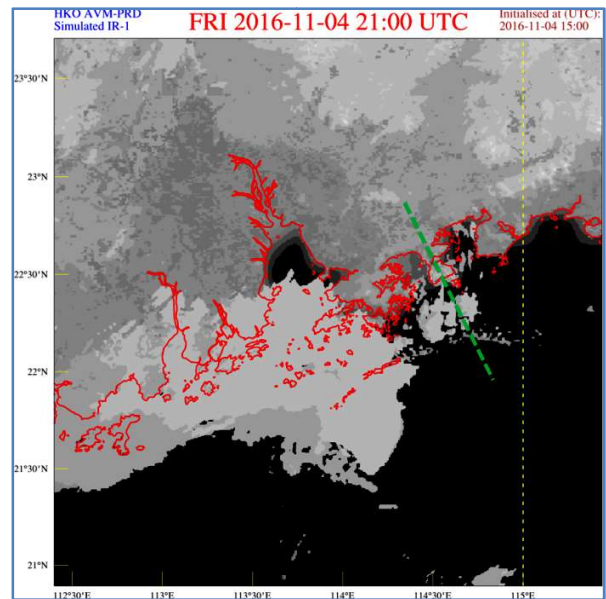 HKO AVM-PRD
Simulated IR-1
FRI 2016-11-04 21:00 UTC
Initialised at (UTC):
2016-11-04 15:00
23°30'N
23°N
22°30'N
22°N
21°30'N
21°N
112°30'E
113°E
113°30'E
114°E
114°30'E
115°E